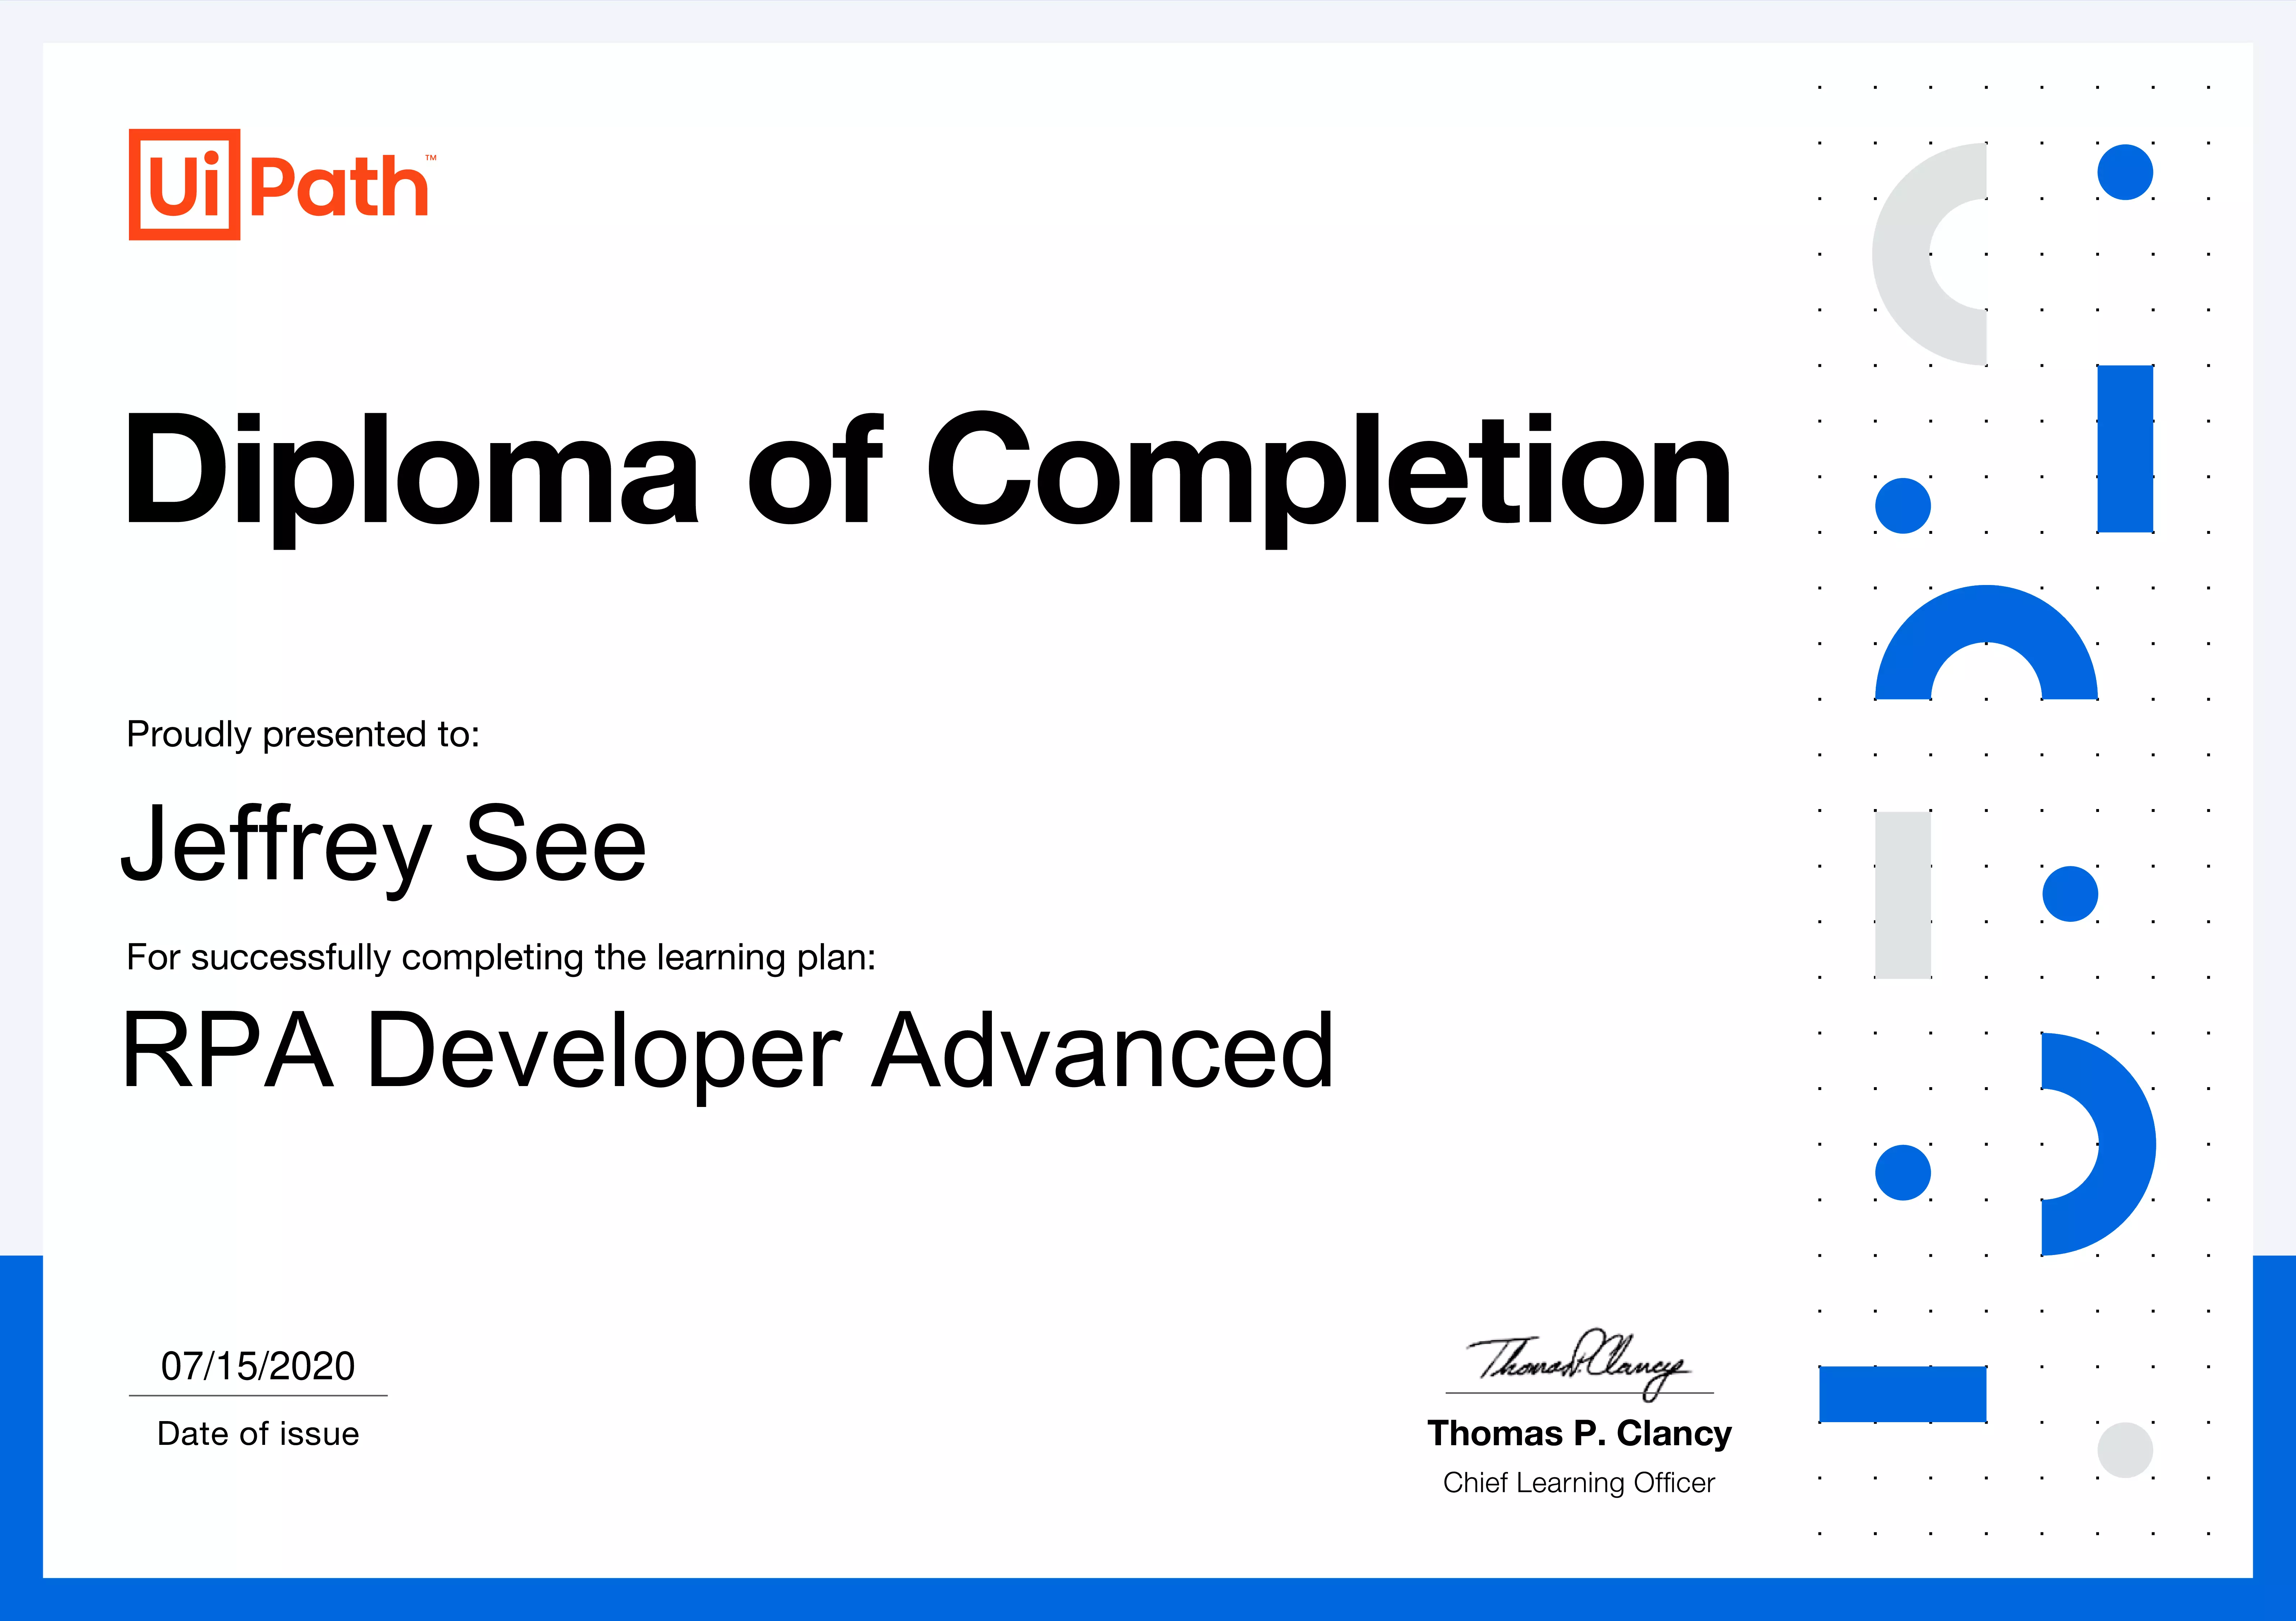 UiPath™
Diploma of Completion
Proudly presented to:
Jeffrey See
For successfully completing the learning plan:
RPA Developer Advanced
07/15/2020
Date of issue
Thomas P. Clancy
Thomas P. Clancy
Chief Learning Officer